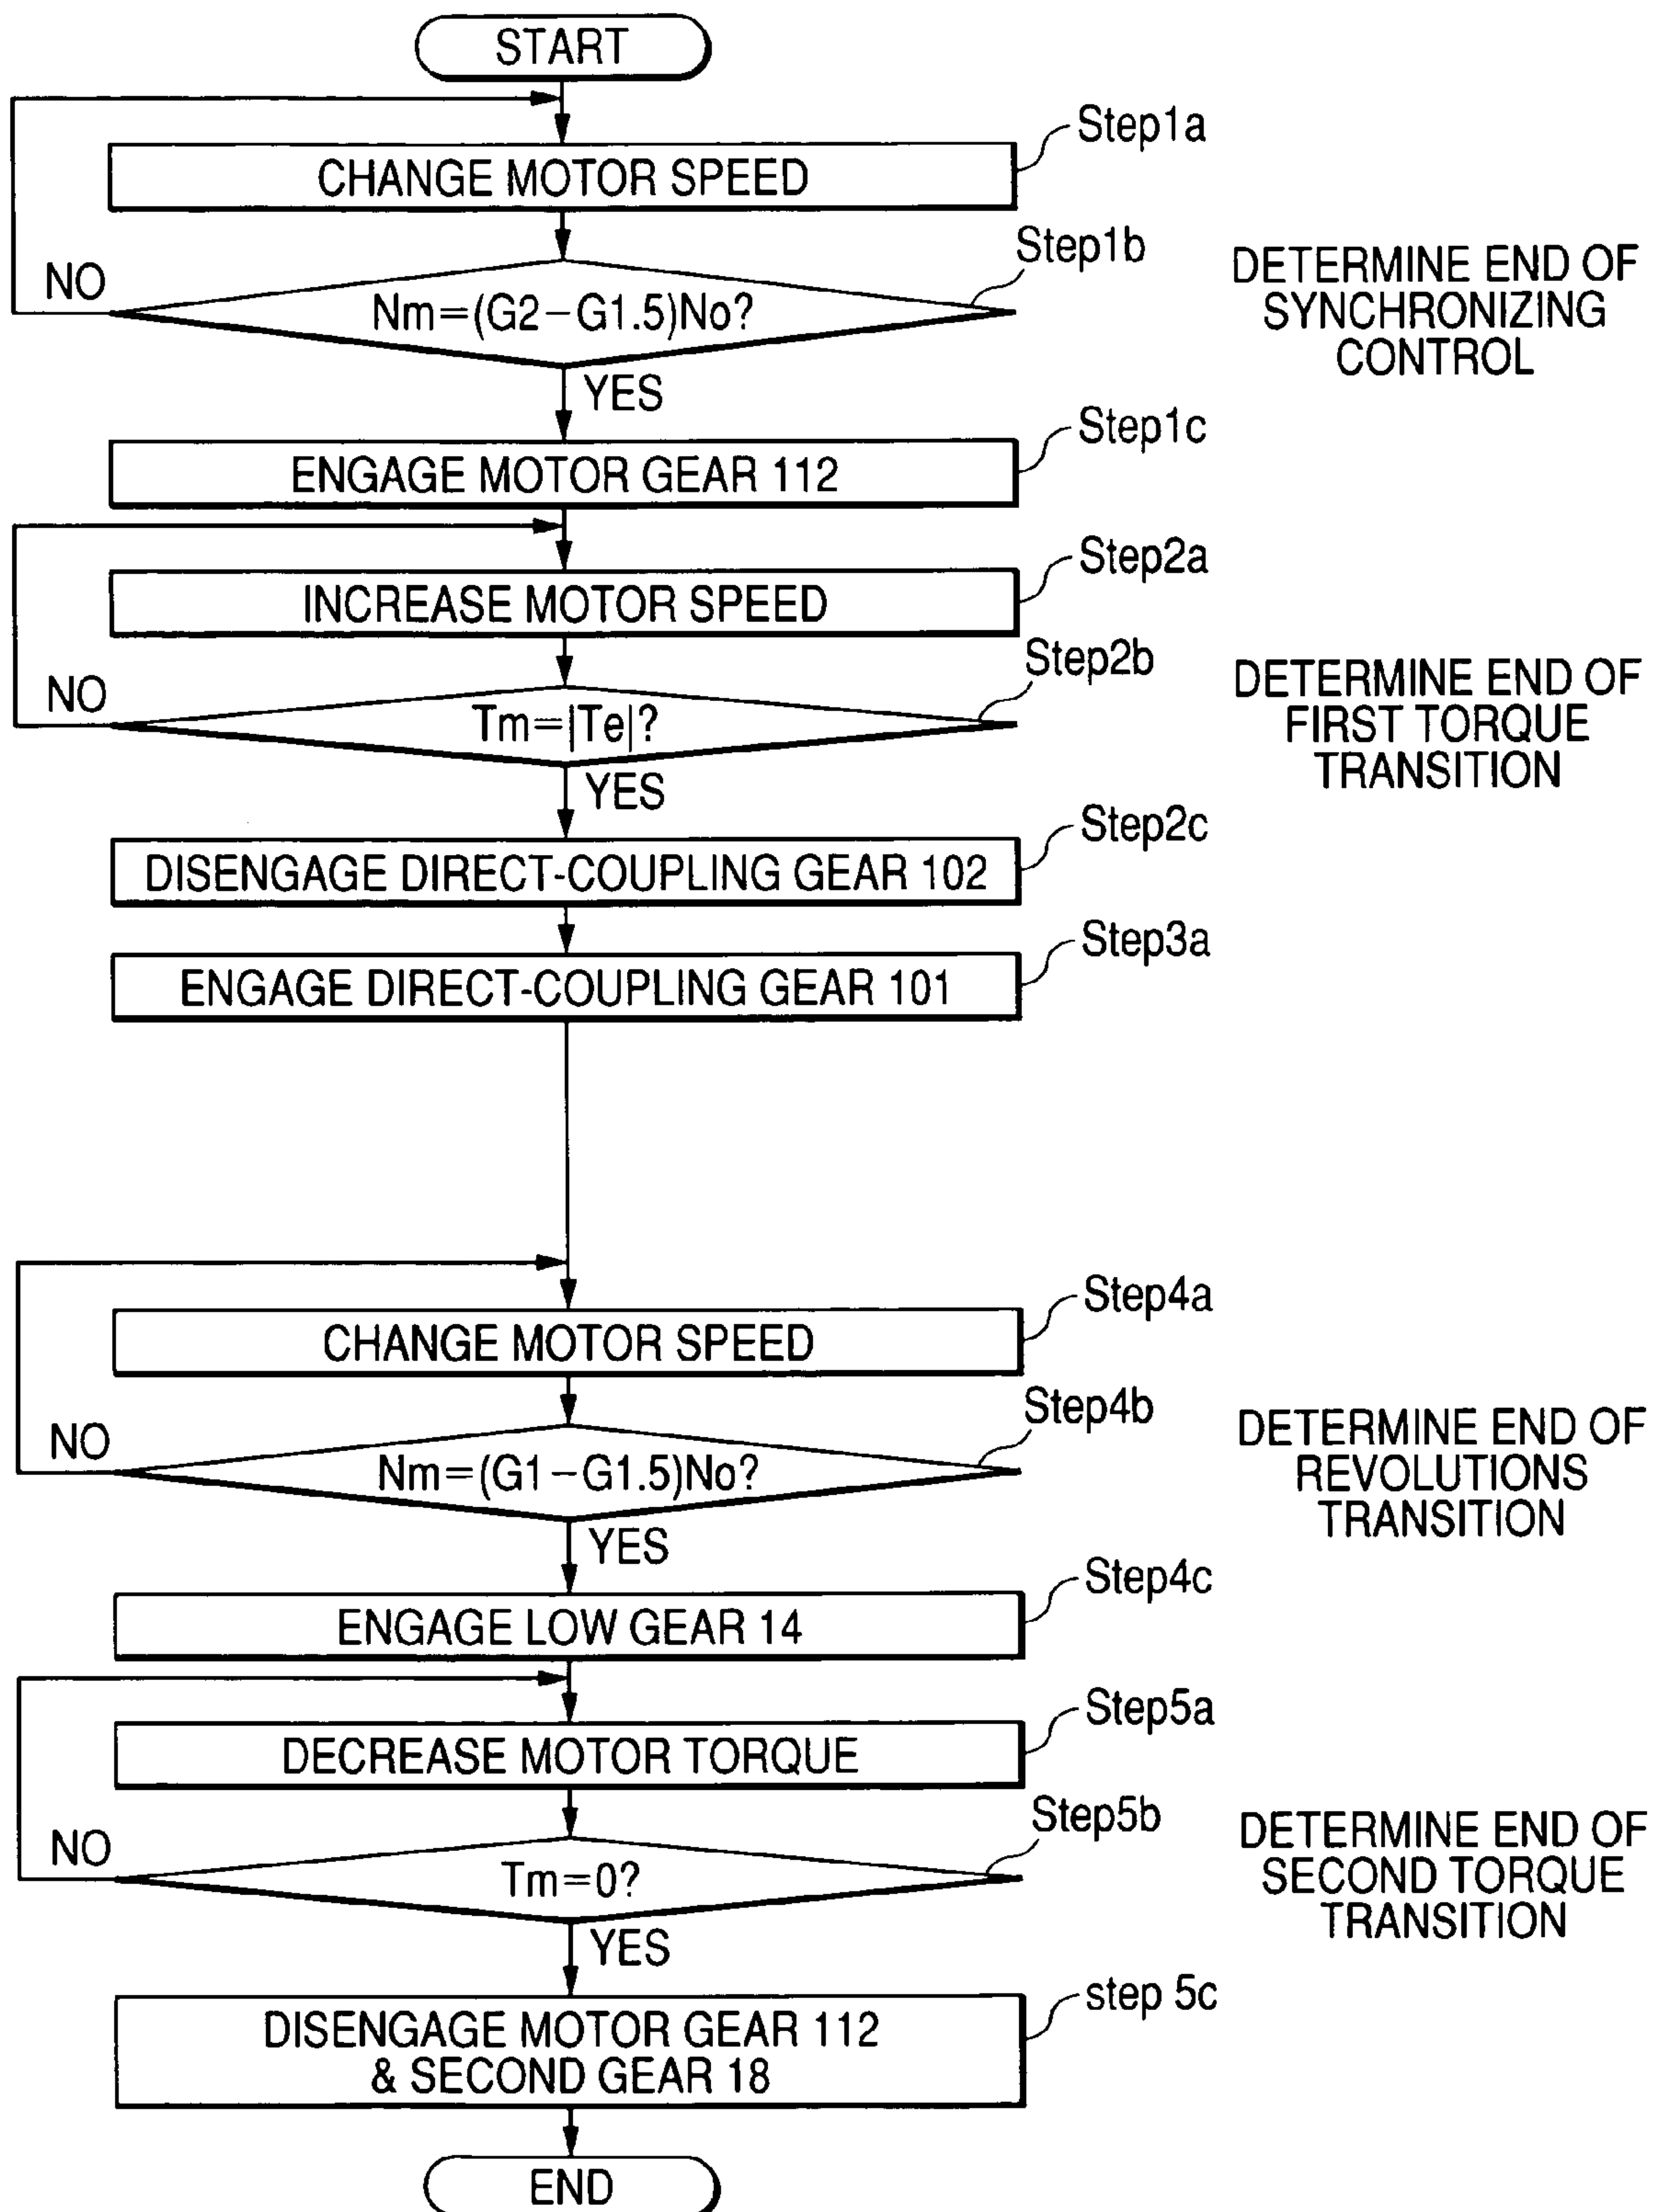 START
Step1a
CHANGE MOTOR SPEED
Step1b
NO
Nm=(G2-G1.5)No?
DETERMINE END OF
SYNCHRONIZING
CONTROL
YES
Step1c
ENGAGE MOTOR GEAR 112
Step2a
INCREASE MOTOR SPEED
Step2b
NO
Tm=|Te|?
DETERMINE END OF
FIRST TORQUE
TRANSITION
YES
Step2c
DISENGAGE DIRECT-COUPLING GEAR 102
Step3a
ENGAGE DIRECT-COUPLING GEAR 101
Step4a
CHANGE MOTOR SPEED
Step4b
NO
Nm=(G1-G1.5)No?
DETERMINE END OF
REVOLUTIONS
TRANSITION
YES
Step4c
ENGAGE LOW GEAR 14
Step5a
DECREASE MOTOR TORQUE
Step5b
NO
Tm=0?
DETERMINE END OF
SECOND TORQUE
TRANSITION
YES
step 5c
DISENGAGE MOTOR GEAR 112
& SECOND GEAR 18
END